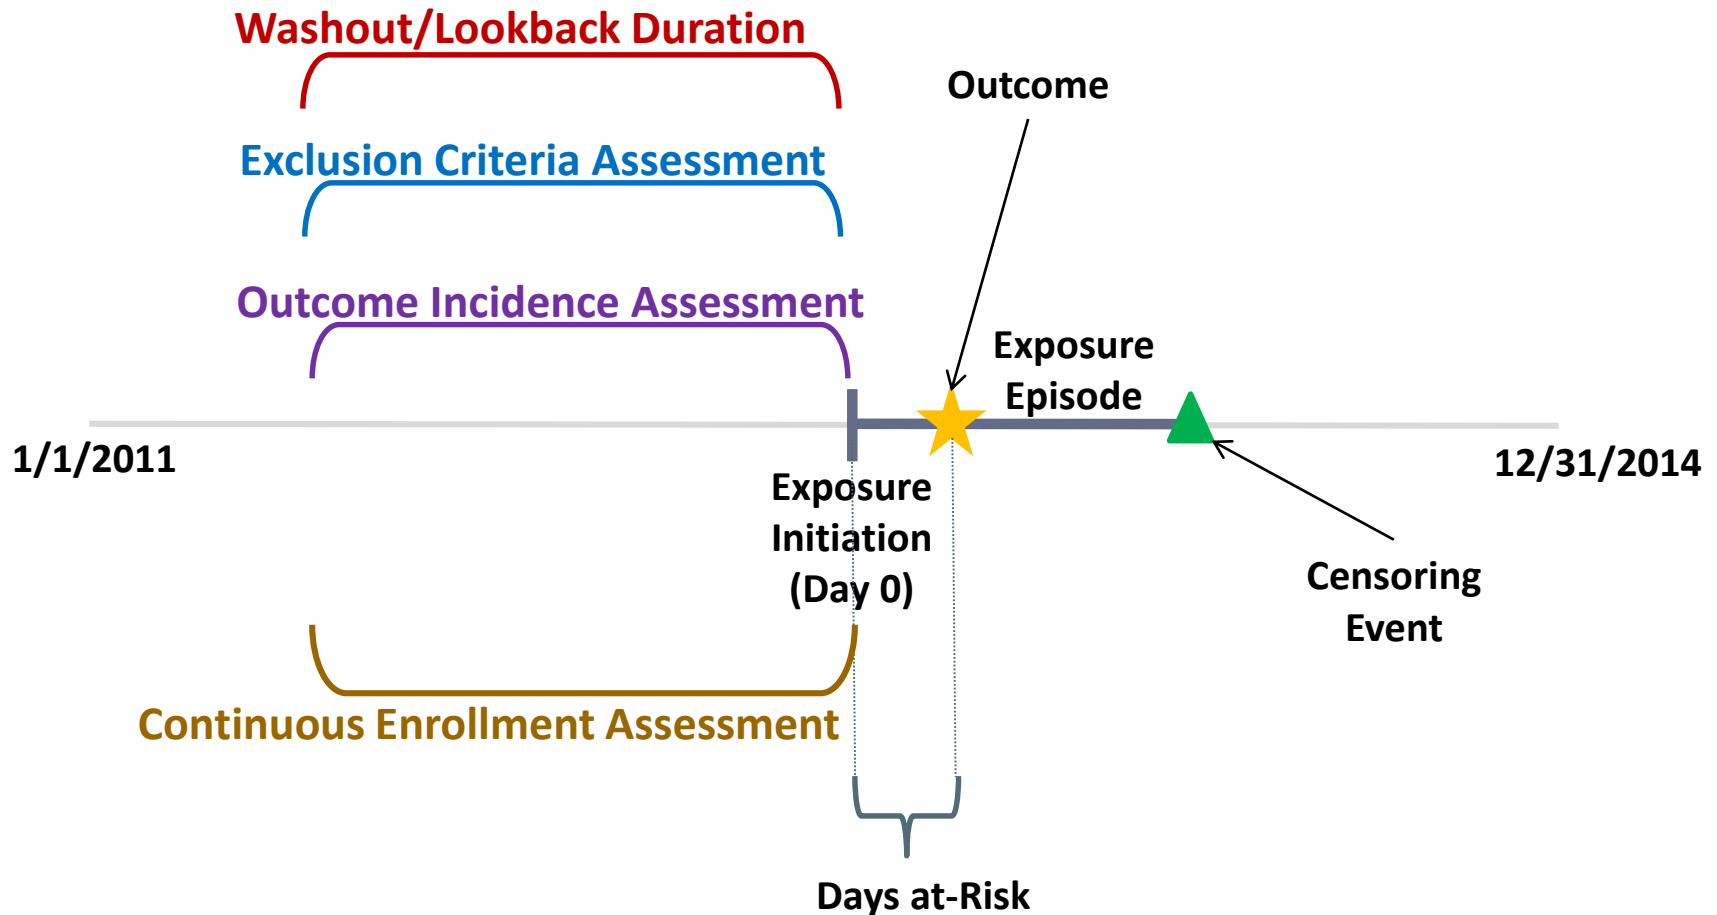 Washout/Lookback Duration
Outcome
Exclusion Criteria Assessment
Outcome Incidence Assessment
Exposure
Episode
1/1/2011
12/31/2014
Exposure
Initiation
(Day 0)
Censoring
Event
Continuous Enrollment Assessment
Days at-Risk